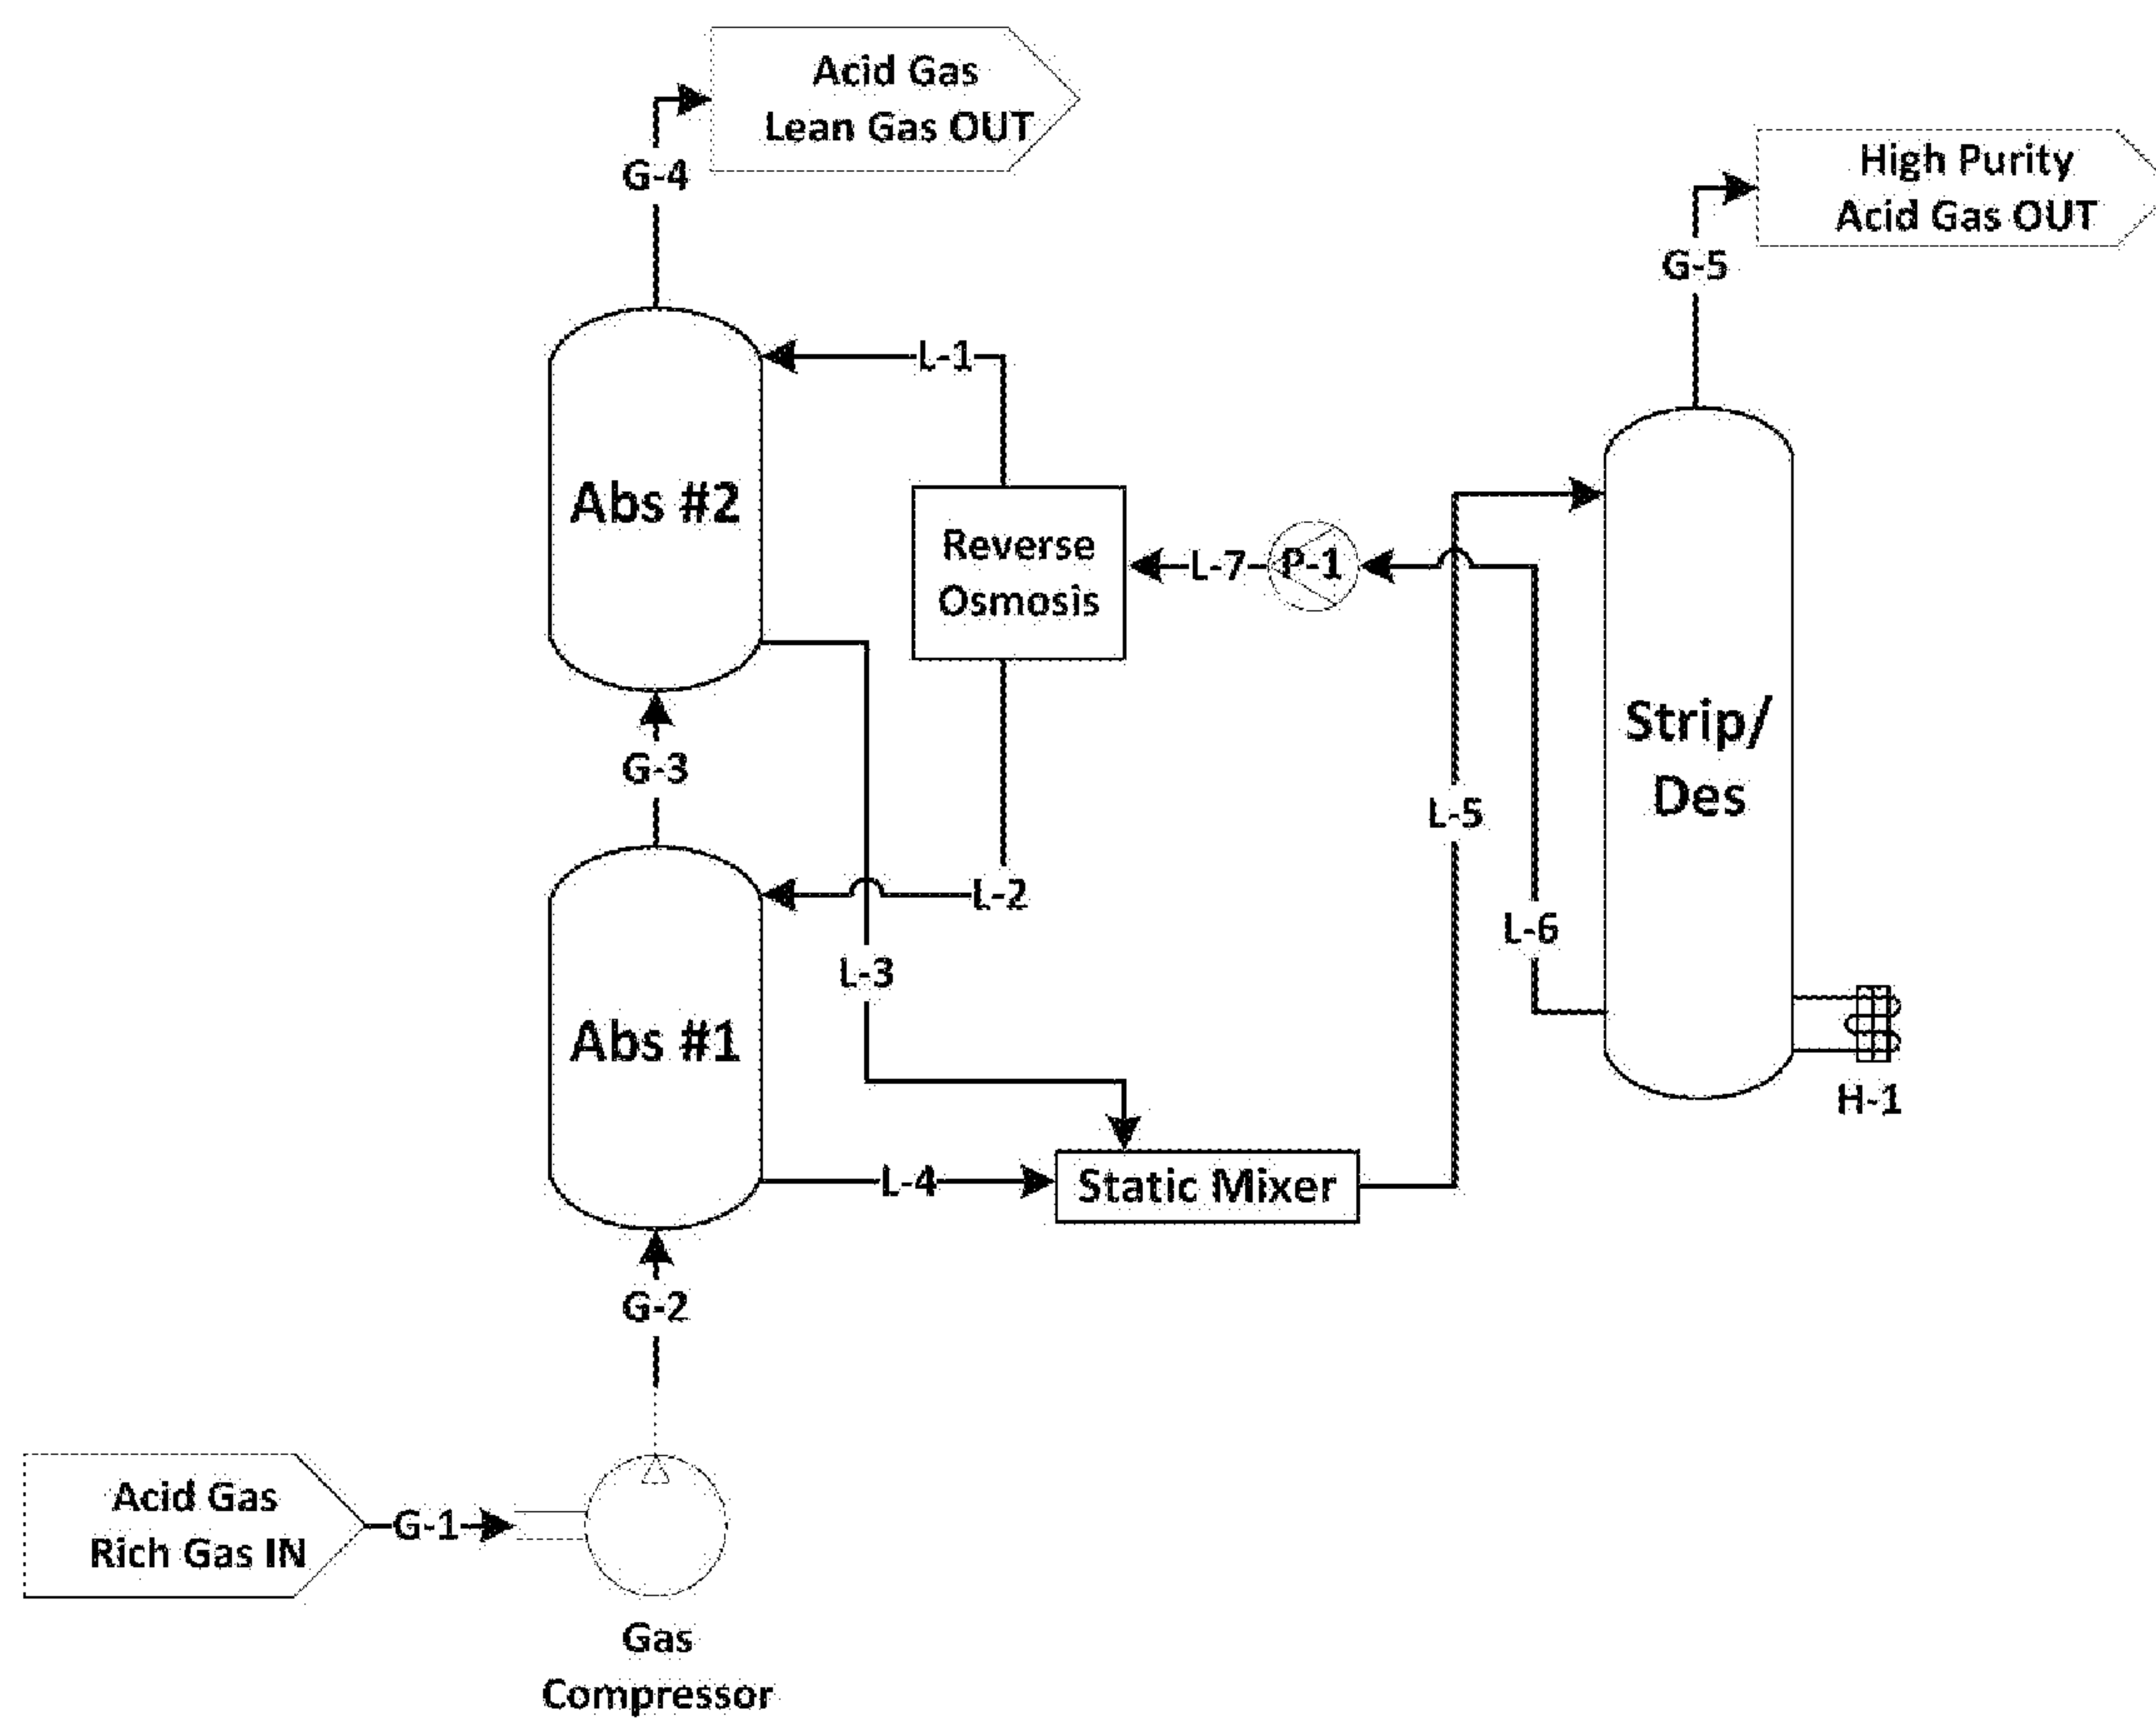 Acid Gas
Lean Gas OUT
High Purity
Acid Gas OUT
G-4
G-5
L-1
Abs #2
Reverse
Osmosis
L-7
P-1
Strip/
Des
G-3
L-5
L-2
L-6
L-3
Abs #1
H-1
L-4
Static Mixer
G-2
Acid Gas
Rich Gas IN
G-1
Gas
Compressor